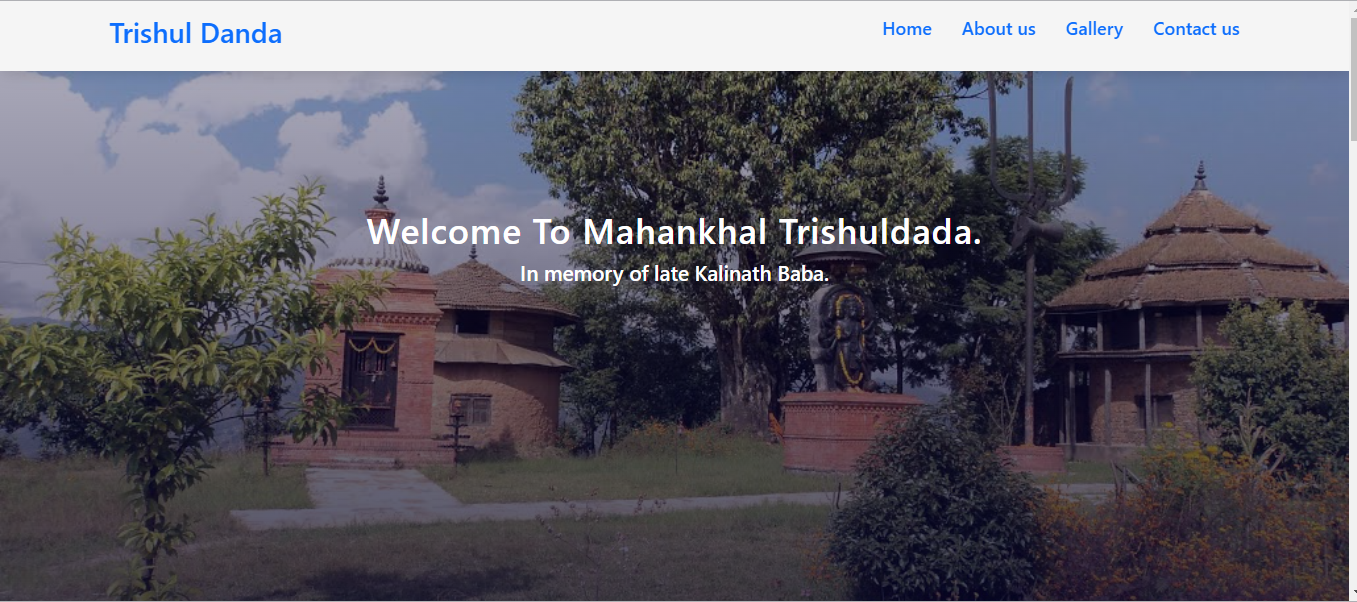 Trishul Danda
Home About us Gallery Contact us
Welcome To Mahankhal Trishuldada.
In memory of late Kalinath Baba.